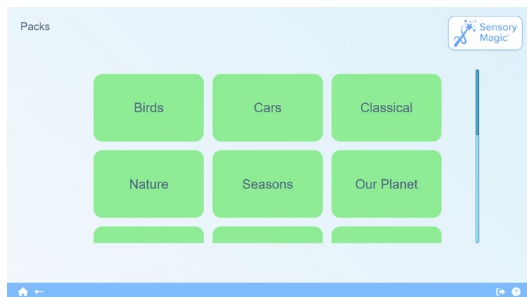 Packs
Sensory
Magic
Birds
Cars
Classical
Nature
Seasons
Our Planet